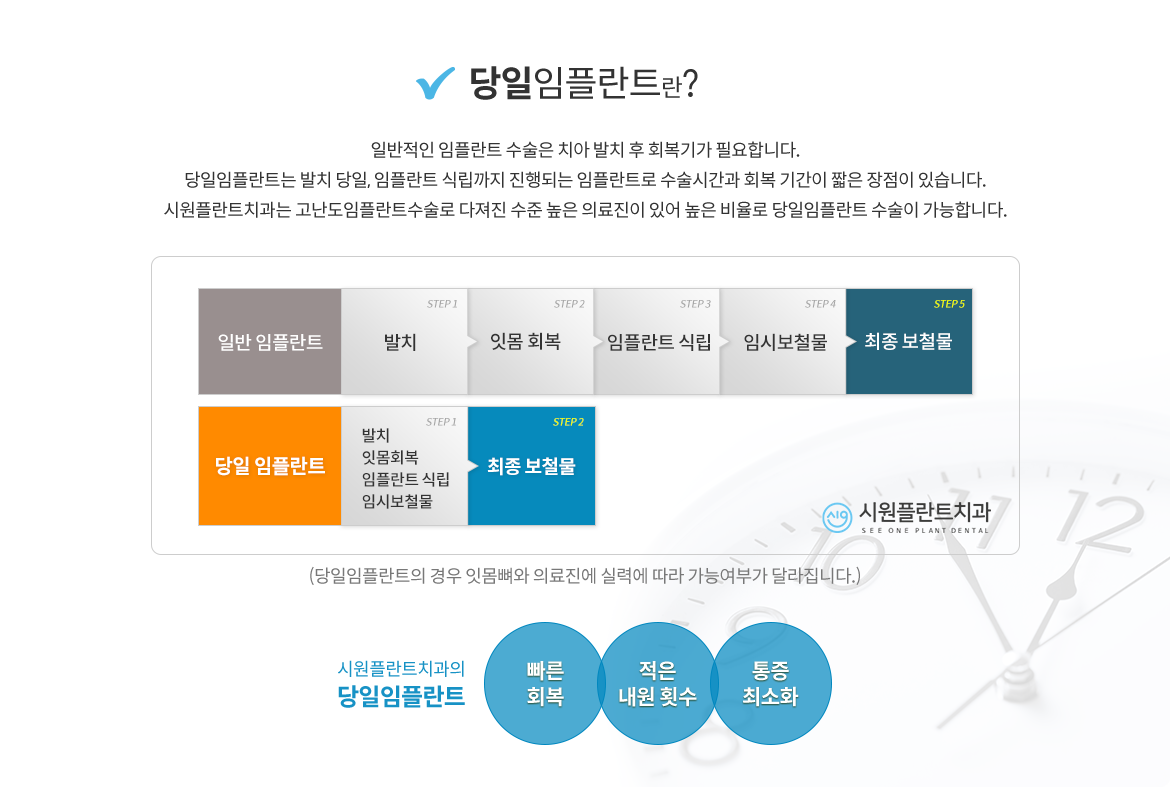 당일임플란트란?
일반적인 임플란트 수술은 치아 발치 후 회복기가 필요합니다.
당일임플란트는 발치 당일, 임플란트 식립까지 진행되는 임플란트로 수술시간과 회복 기간이 짧은 장점이 있습니다.
시원플란트치과는 고난도임플란트수술로 다져진 수준 높은 의료진이 있어 높은 비율로 당일임플란트 수술이 가능합니다.
일반 임플란트
STEP 1
발치
STEP 2
잇몸 회복
STEP 3
임플란트 식립
STEP 4
임시보철물
STEP 5
최종 보철물
당일 임플란트
STEP 1
발치
잇몸회복
임플란트 식립
임시보철물
STEP 2
최종 보철물
시원플란트치과
SEE ONE PLANT DENTAL
11
12
10
(당일임플란트의 경우 잇몸뼈와 의료진에 실력에 따라 가능여부가 달라집니다.)
9
시원플란트치과의
당일임플란트
빠른
회복
적은
내원 횟수
통증
최소화
8